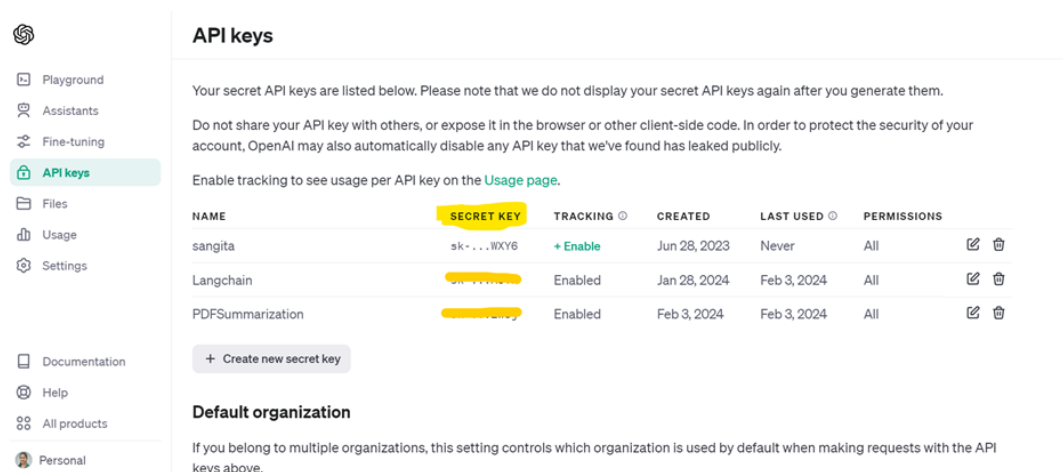 API keys
Playground
Assistants
Fine-tuning
API keys
Files
Usage
Settings
Documentation
Help
All products
Personal
Your secret API keys are listed below. Please note that we do not display your secret API keys again after you generate them.
Do not share your API key with others, or expose it in the browser or other client-side code. In order to protect the security of your
account, OpenAI may also automatically disable any API key that we've found has leaked publicly.
Enable tracking to see usage per API key on the Usage page.
NAME SECRET KEY TRACKING CREATED LAST USED PERMISSIONS
sangita sk-...WXY6 + Enable Jun 28, 2023 Never All
Langchain Enabled Jan 28, 2024 Feb 3, 2024 All
PDFSummarization Enabled Feb 3, 2024 Feb 3, 2024 All
+ Create new secret key
Default organization
If you belong to multiple organizations, this setting controls which organization is used by default when making requests with the API
keys above.